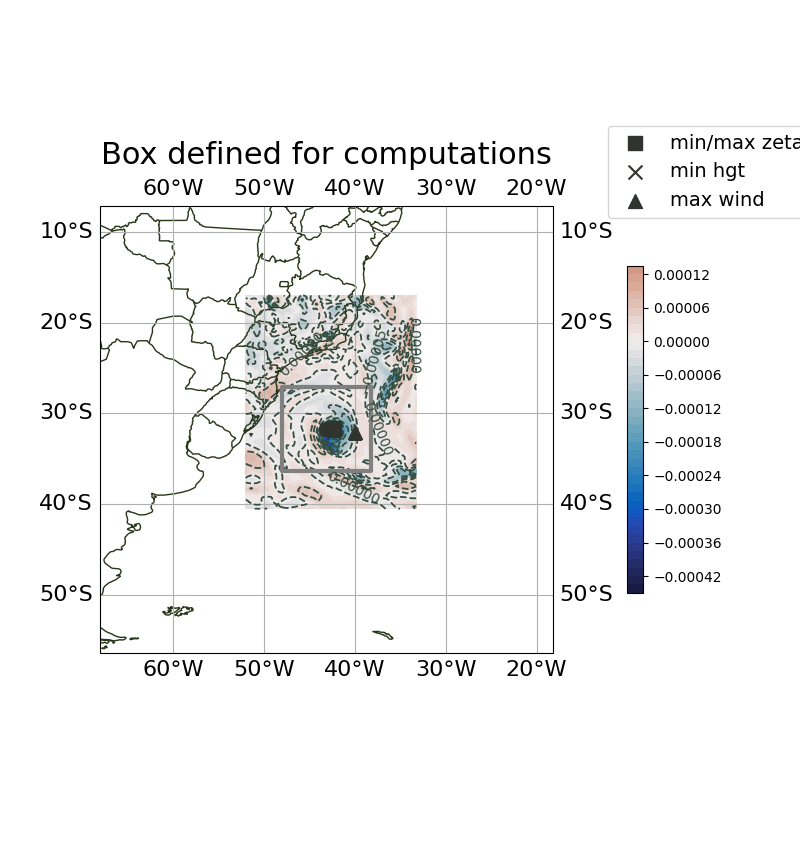 Box defined for computations
min/max zeta
min hgt
max wind
60°W 50°W 40°W 30°W 20°W
10°S 10°S
20°S 20°S
30°S 30°S
40°S 40°S
50°S 50°S
60°W 50°W 40°W 30°W 20°W
0.00000
0.00012
0.00006
0.00000
−0.00006
−0.00012
−0.00018
−0.00024
−0.00030
−0.00036
−0.00042